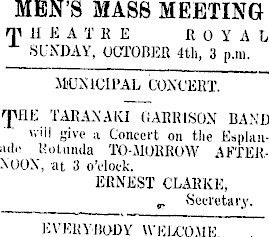 MEN'S MASS MEETING
THEATRE ROYAL
SUNDAY, OCTOBER 4th, 3 p.m.
MUNICIPAL CONCERT.
THE TARANAKI GARRISON BAND
will give a Concert on the Esplan-
ade Rotunda TO-MORROW AFTER-
NOON, at 3 o'clock.
ERNEST CLARKE,
Secretary.
EVERYBODY WELCOME.